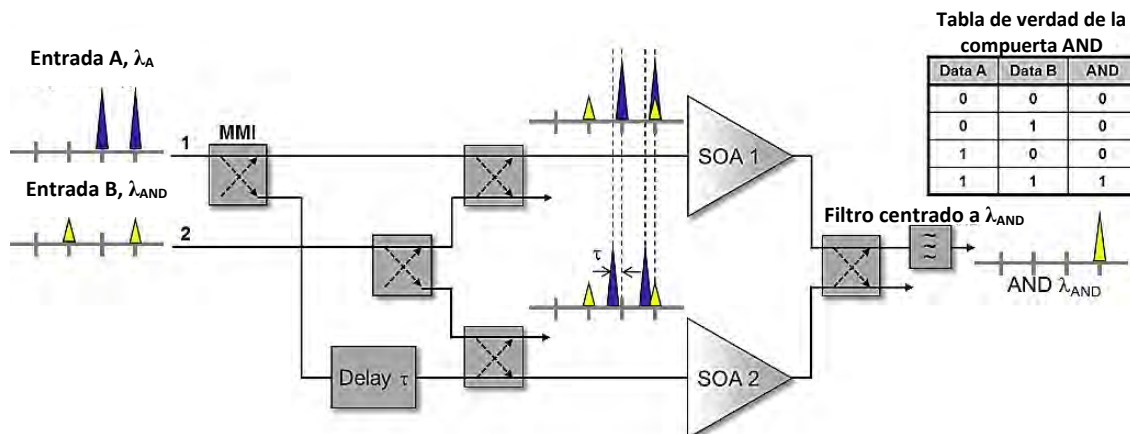 Entrada A, λA
1
MMI
Entrada B, λAND
2
Delay τ
τ
SOA 1
SOA 2
Tabla de verdad de la
compuerta AND
Data A Data B AND
0 0 0
0 1 0
1 0 0
1 1 1
Filtro centrado a λAND
AND λAND